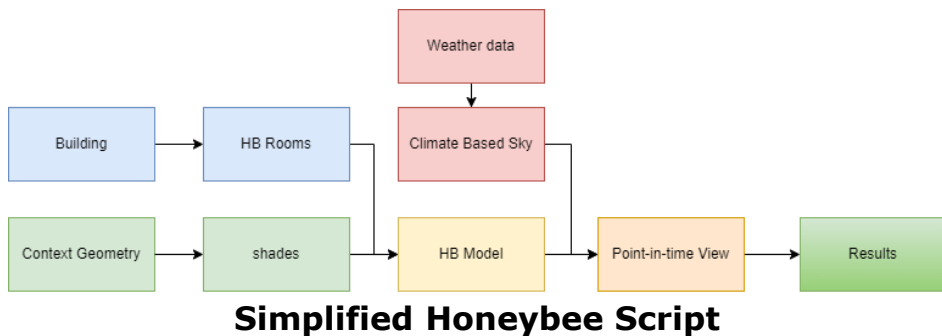 Weather data
Building
HB Rooms
Climate Based Sky
Context Geometry
shades
HB Model
Point-in-time View
Results
Simplified Honeybee Script